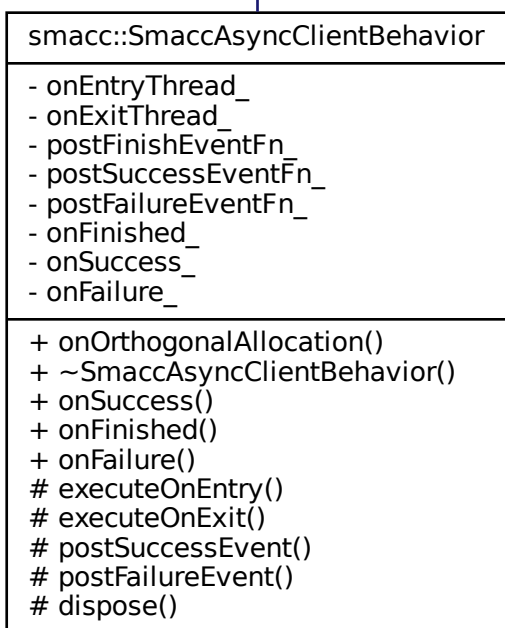 smacc::SmaccAsyncClientBehavior
- onEntryThread_
- onExitThread_
- postFinishEventFn_
- postSuccessEventFn_
- postFailureEventFn_
- onFinished_
- onSuccess_
- onFailure_
+ onOrthogonalAllocation()
+ ~SmaccAsyncClientBehavior()
+ onSuccess()
+ onFinished()
+ onFailure()
# executeOnEntry()
# executeOnExit()
# postSuccessEvent()
# postFailureEvent()
# dispose()